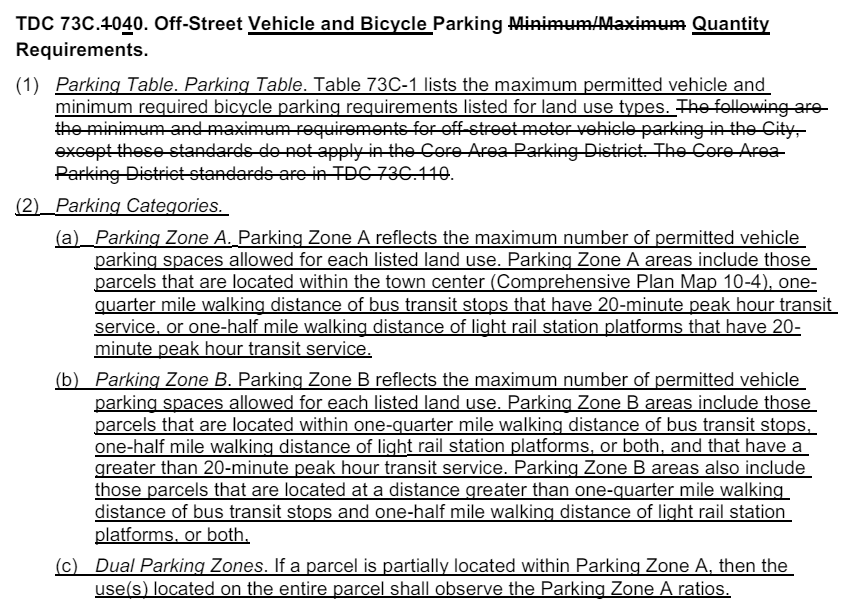 TDC 73C.1040. Off-Street Vehicle and Bicycle Parking Minimum/Maximum Quantity
Requirements.
(1) Parking Table. Parking Table. Table 73C-1 lists the maximum permitted vehicle and
minimum required bicycle parking requirements listed for land use types. The following are
the minimum and maximum requirements for off-street motor vehicle parking in the City,
except these standards do not apply in the Core Area Parking District. The Core Area
Parking District standards are in TDC 73C.110.
(2) Parking Categories.
(a) Parking Zone A. Parking Zone A reflects the maximum number of permitted vehicle
parking spaces allowed for each listed land use. Parking Zone A areas include those
parcels that are located within the town center (Comprehensive Plan Map 10-4), one-
quarter mile walking distance of bus transit stops that have 20-minute peak hour transit
service, or one-half mile walking distance of light rail station platforms that have 20-
minute peak hour transit service.
(b) Parking Zone B. Parking Zone B reflects the maximum number of permitted vehicle
parking spaces allowed for each listed land use. Parking Zone B areas include those
parcels that are located within one-quarter mile walking distance of bus transit stops,
one-half mile walking distance of light rail station platforms, or both, and that have a
greater than 20-minute peak hour transit service. Parking Zone B areas also include
those parcels that are located at a distance greater than one-quarter mile walking
distance of bus transit stops and one-half mile walking distance of light rail station
platforms, or both.
(c) Dual Parking Zones. If a parcel is partially located within Parking Zone A, then the
use(s) located on the entire parcel shall observe the Parking Zone A ratios.